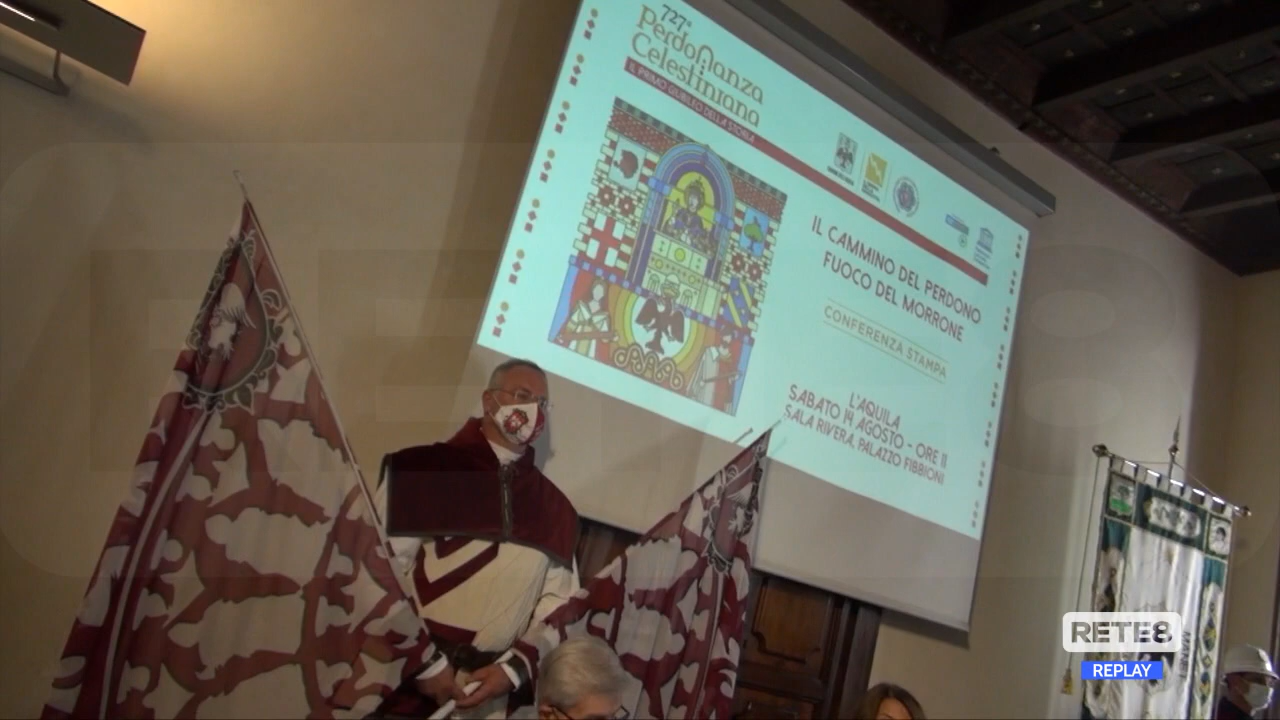 727ª
Perdonanza
Celestiniana
IL PRIMO GIUBILEO DELLA STORIA
IL CAMMINO DEL PERDONO
FUOCO DEL MORRONE
CONFERENZA STAMPA
L'AQUILA
SABATO 14 AGOSTO - ORE 11
SALA RIVERA, PALAZZO FIBBIONI
RETE8
REPLAY